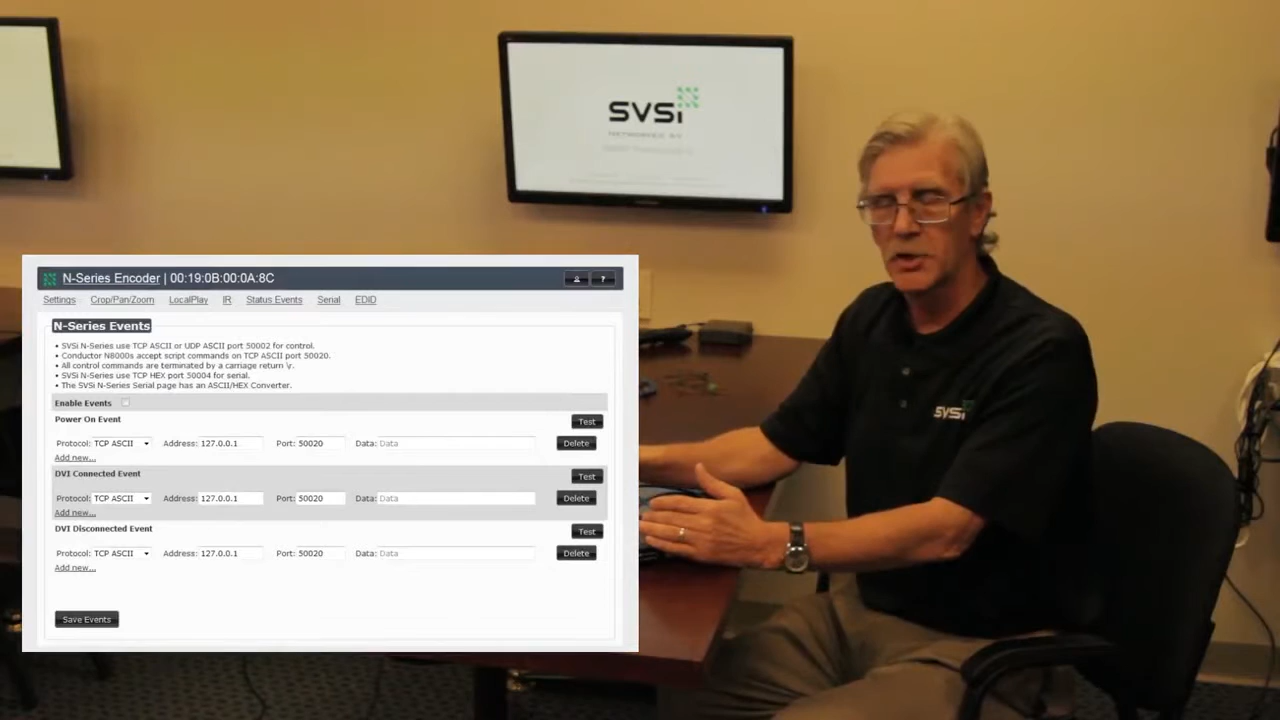 SVSi
SVSi
N-Series Encoder | 00:19:0B:00:0A:8C
?
Settings Crop/Pan/Zoom LocalPlay IR Status Events Serial EDID
N-Series Events
• SVSi N-Series use TCP ASCII or UDP ASCII port 50002 for control.
• Conductor N8000s accept script commands on TCP ASCII port 50020.
• All control commands are terminated by a carriage return \r.
• SVSi N-Series use TCP HEX port 50004 for serial.
• The SVSi N-Series Serial page has an ASCII/HEX Converter.
Enable Events
Power On Event Test
Protocol: TCP ASCII Address: 127.0.0.1 Port: 50020 Data: Data Delete
Add new...
DVI Connected Event Test
Protocol: TCP ASCII Address: 127.0.0.1 Port: 50020 Data: Data Delete
Add new...
DVI Disconnected Event Test
Protocol: TCP ASCII Address: 127.0.0.1 Port: 50020 Data: Data Delete
Add new...
Save Events